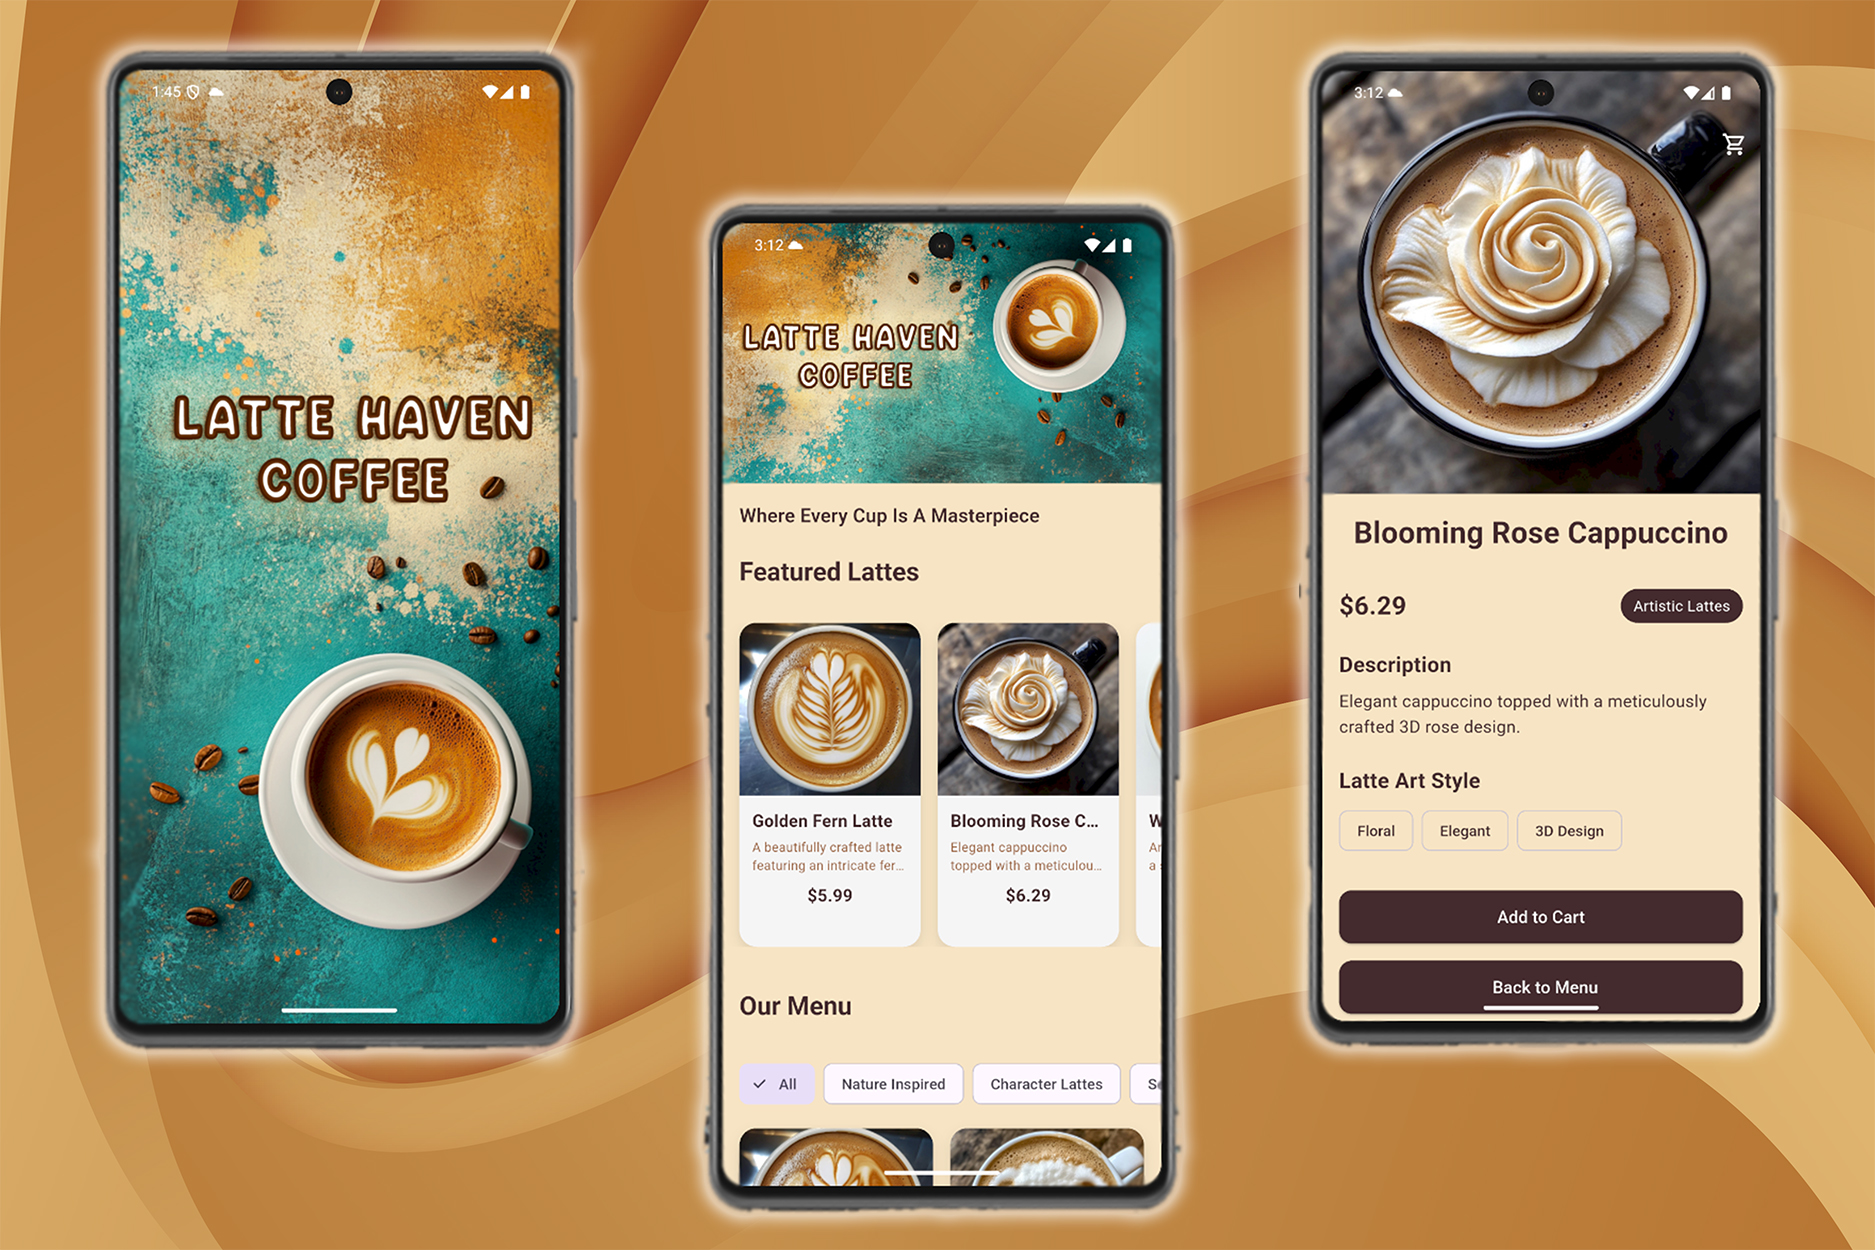 1:45
LATTE HAVEN
COFFEE
3:12
LATTE HAVEN
COFFEE
Where Every Cup Is A Masterpiece
Featured Lattes
Golden Fern Latte
A beautifully crafted latte
featuring an intricate fer...
$5.99
Blooming Rose C...
Elegant cappuccino
topped with a meticulou...
$6.29
W
Ar
a s
Our Menu
All
Nature Inspired
Character Lattes
3:12
Blooming Rose Cappuccino
$6.29
Artistic Lattes
Description
Elegant cappuccino topped with a meticulously
crafted 3D rose design.
Latte Art Style
Floral
Elegant
3D Design
Add to Cart
Back to Menu